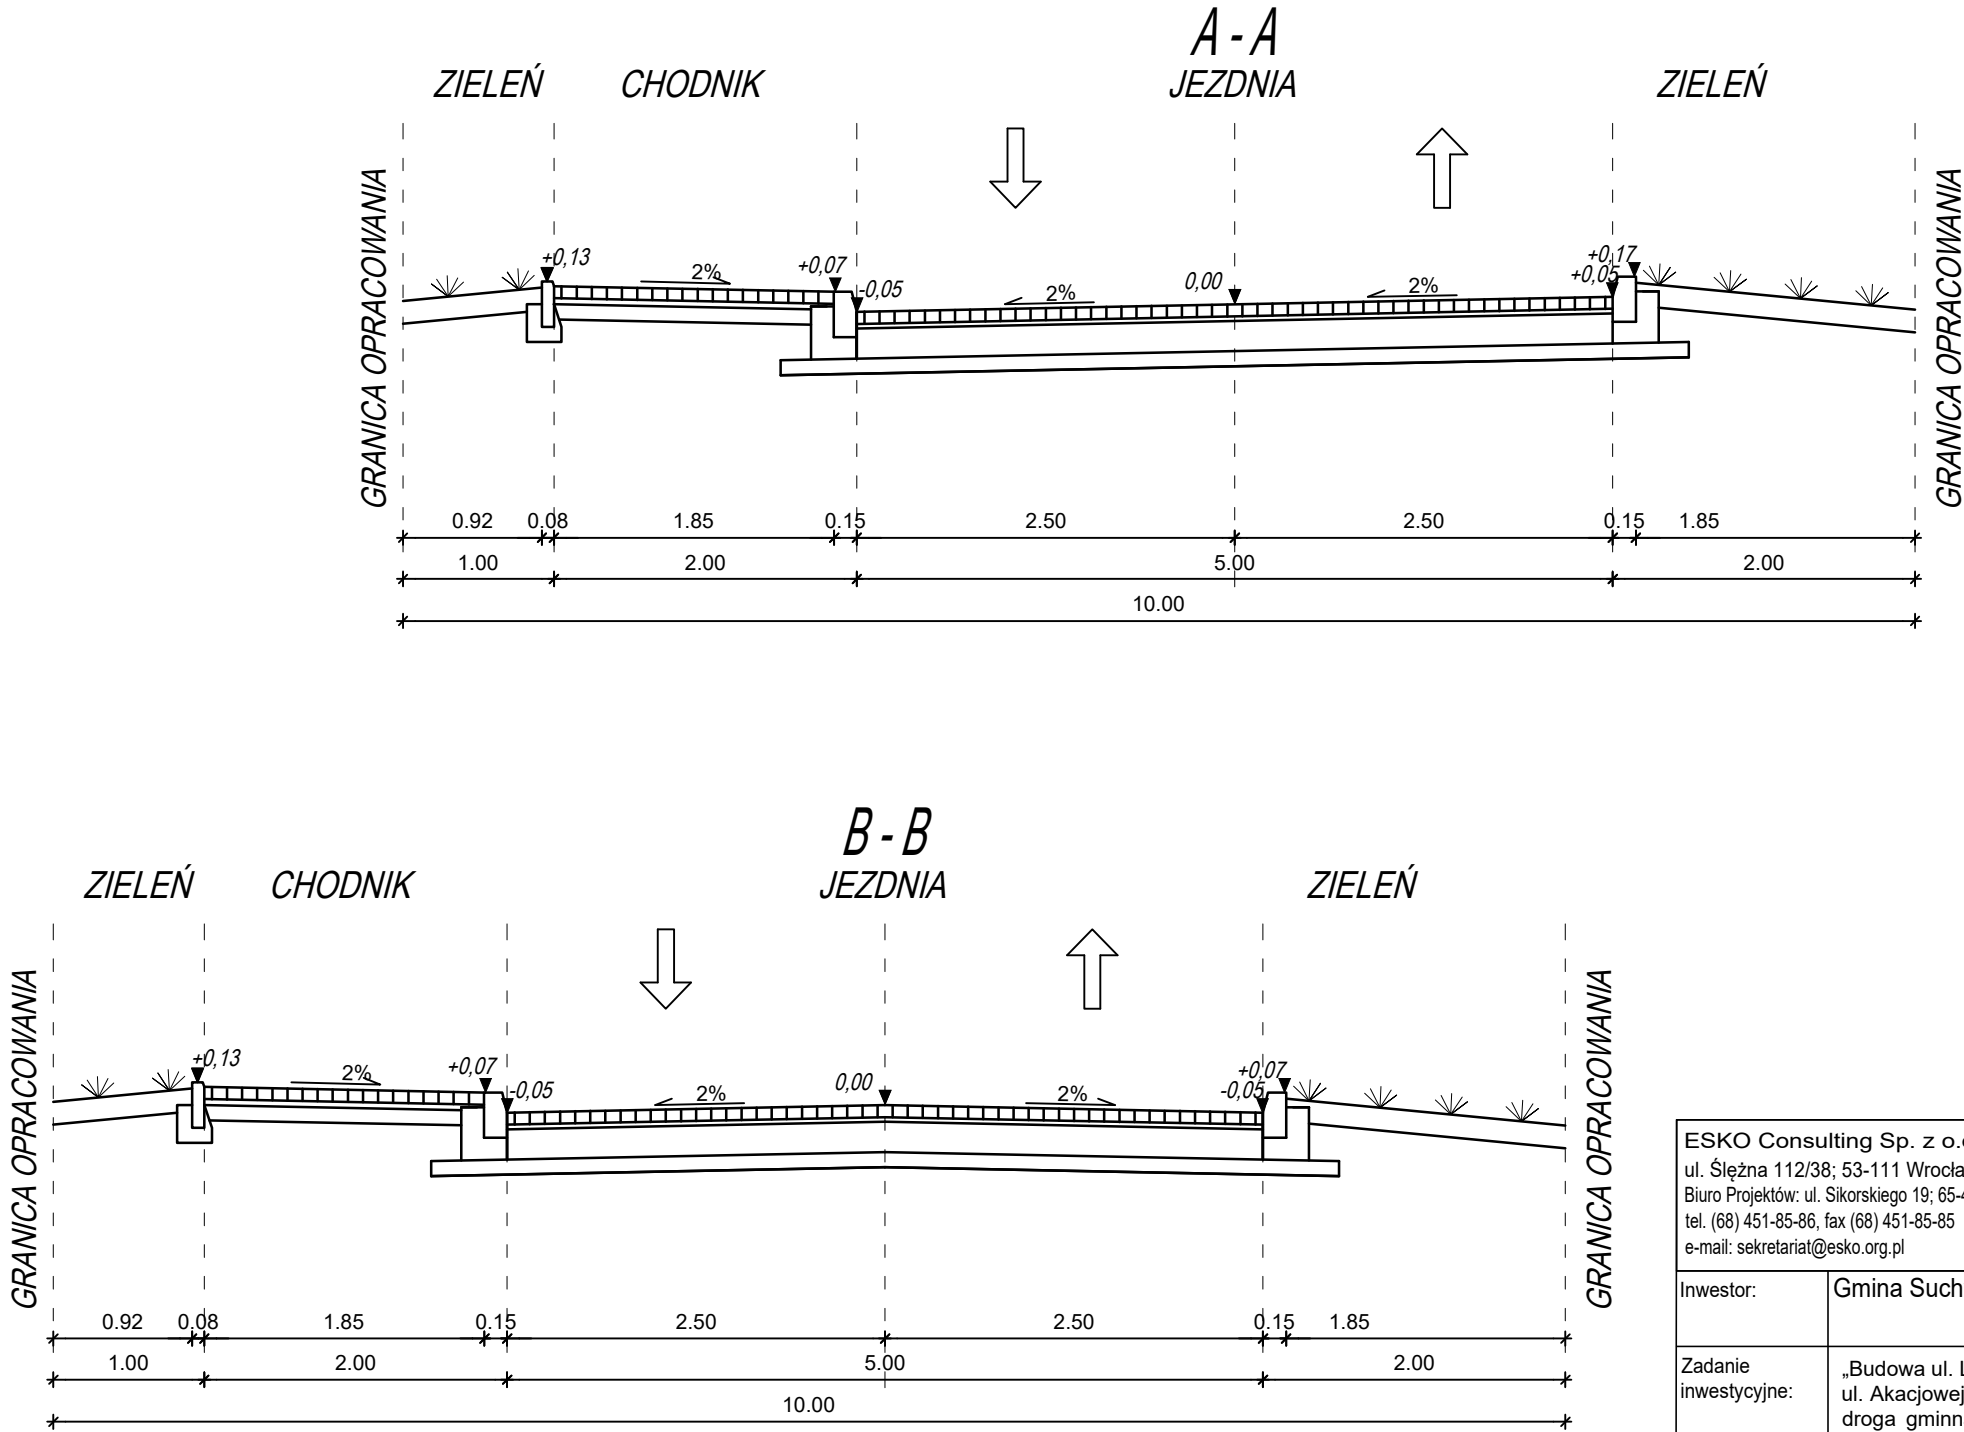 A - A
ZIELEŃ CHODNIK JEZDNIA ZIELEŃ
GRANICA OPRACOWANIA
GRANICA OPRACOWANIA
+0,13 2% +0,07 -0,05 2% 0,00 2% +0,17
+0,05
0.92 0.08 1.85 0.15 2.50 2.50 0.15 1.85
1.00 2.00 5.00 2.00
10.00
B - B
ZIELEŃ CHODNIK JEZDNIA ZIELEŃ
GRANICA OPRACOWANIA
GRANICA OPRACOWANIA
+0,13 2% +0,07 -0,05 2% 0,00 2% +0,07
-0,05
0.92 0.08 1.85 0.15 2.50 2.50 0.15 1.85
1.00 2.00 5.00 2.00
10.00
ESKO Consulting Sp. z o.
ul. Ślężna 112/38; 53-111 Wrocła
Biuro Projektów: ul. Sikorskiego 19; 65-4
tel. (68) 451-85-86, fax (68) 451-85-85
e-mail: sekretariat@esko.org.pl
Inwestor: Gmina Such
Zadanie
inwestycyjne:
„Budowa ul. L
ul. Akacjowej
droga gminn